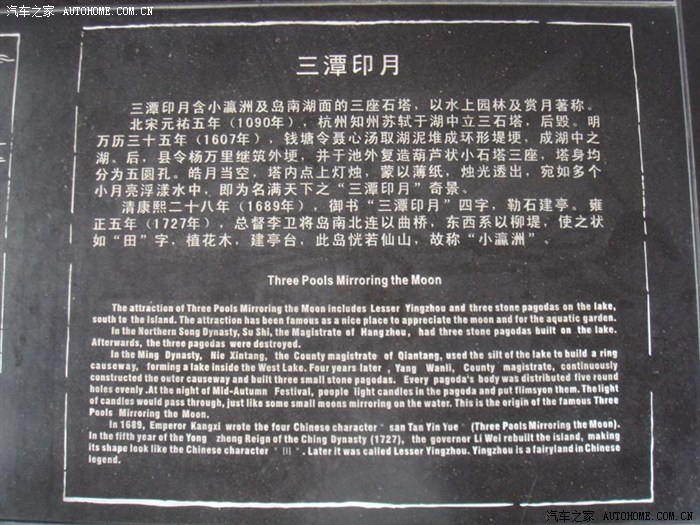 汽车之家 AUTOHOME.COM.CN
三潭印月
三潭印月含小瀛洲及岛南湖面的三座石塔，以水上园林及赏月著称。
北宋元祐五年（1090年），杭州知州苏轼于湖中立三石塔，后毁。明
万历三十五年（1607年），钱塘令聂心汤取湖泥堆成环形堤埂，成湖中之
湖。后，县令杨万里继筑外埂，并于池外复造葫芦状小石塔三座，塔身均
分为五圆孔。皓月当空，塔内点上灯烛，蒙以薄纸，烛光透出，宛如多个
小月亮浮漾水中，即为名满天下之“三潭印月”奇景。
清康熙二十八年（1689年），御书“三潭印月”四字，勒石建亭。雍
正五年（1727年），总督李卫将岛南北连以曲桥，东西系以柳堤，使之状
如“田”字，植花木，建亭台，此岛恍若仙山，故称“小瀛洲”。
Three Pools Mirroring the Moon
The attraction of Three Pools Mirroring the Moon includes Lesser Yingzhou and three stone pagodas on the lake,
south to the Island. The attraction has been famous as a nice place to appreciate the moon and for the aquatic garden.
In the Northern Song Dynasty, Su Shi, the Magistrate of Hangzhou, had three stone pagodas built on the lake.
Afterwards, the three pagodas were destroyed.
In the Ming Dynasty, Nie Xintang, the County magistrate of Qiantang, used the silt of the lake to build a ring
causeway, forming a lake inside the West Lake. Four years later , Yang Wanli, County magistrate, continuously
constructed the outer causeway and built three small stone pagodas. Every pagoda's body was distributed five round
holes evenly .At the night of Mid-Autumn Festival, people light candles in the pagoda and put flimsyon them. The light
of candles would pass through, just like some small moons mirroring on the water. This is the origin of the famous Three
Pools Mirroring the Moon.
In 1689, Emperor Kangxi wrote the four Chinese character " san Tan Yin Yue " (Three Pools Mirroring the Moon).
In the fifth year of the Yong zheng Reign of the Ching Dynasty (1727), the governor Li Wei rebuilt the island, making
its shape look like the Chinese character " 田 " . Later it was called Lesser Yingzhou. Yingzhou is a fairyland in Chinese
legend.
汽车之家 AUTOHOME.COM.CN